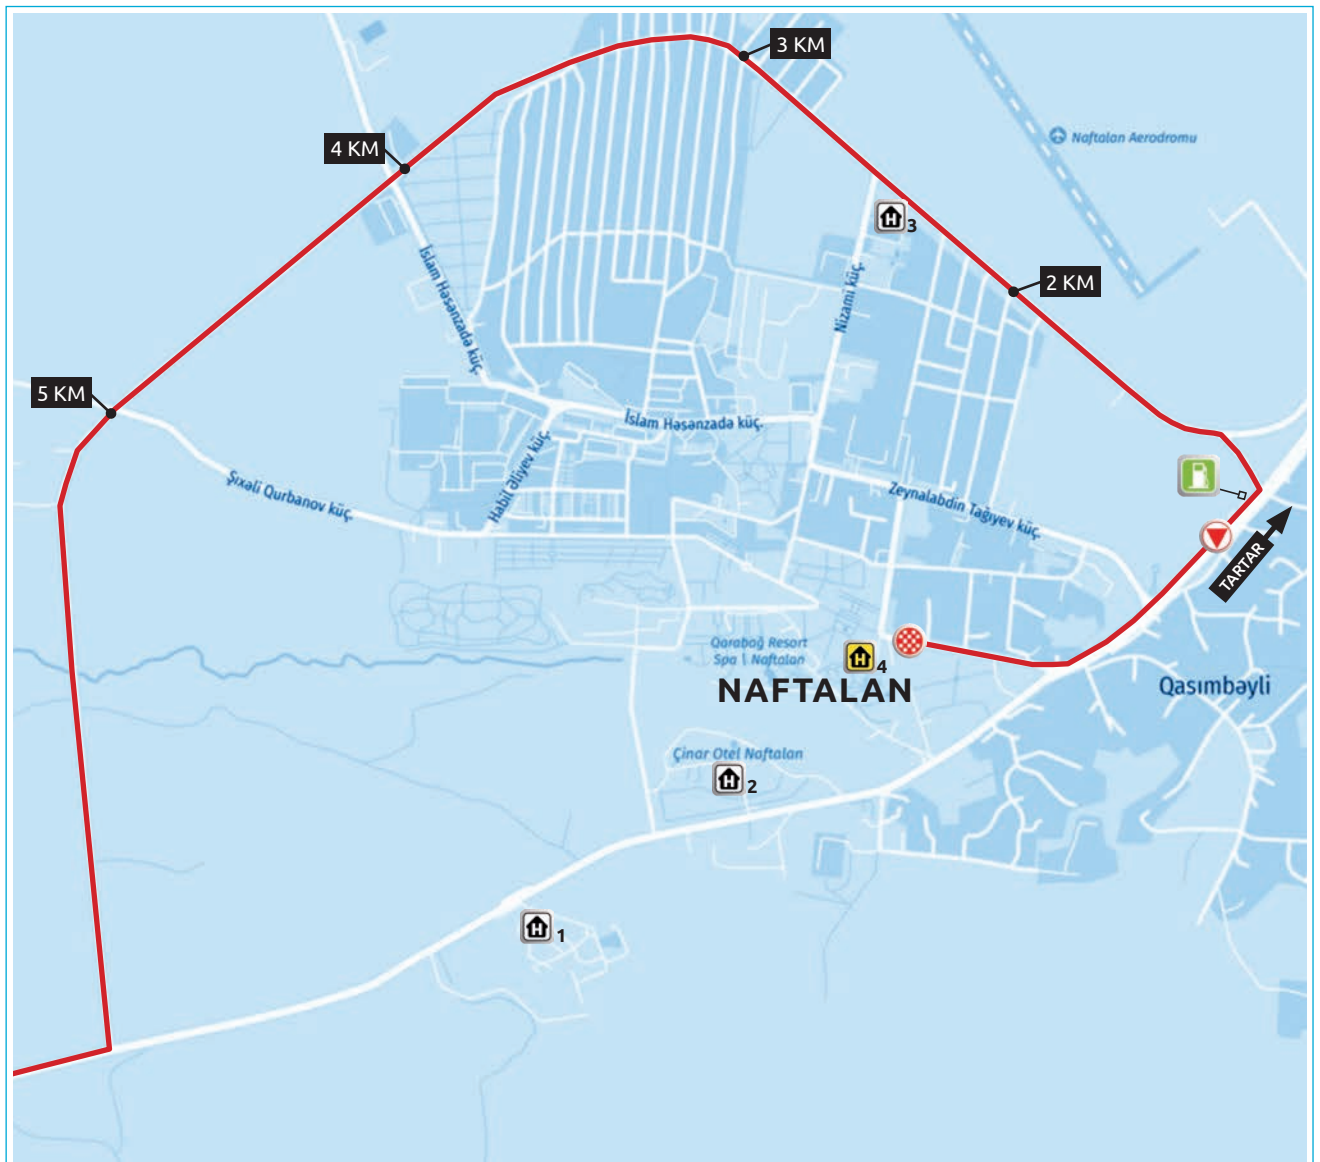 3 KM
Naftalan Aerodromu
4 KM
3
İslam Həsənzadə küç.
Nizami küç.
2 KM
5 KM
İslam Həsənzadə küç.
Şıxəli Qurbanov küç.
Habil Əliyev küç.
Zeynalabdin Tağıyev küç.
TARTAR
Qarabağ Resort
Spa \ Naftalan
H 4
NAFTALAN
Qasımbəyli
Çinar Otel Naftalan
H 2
H 1